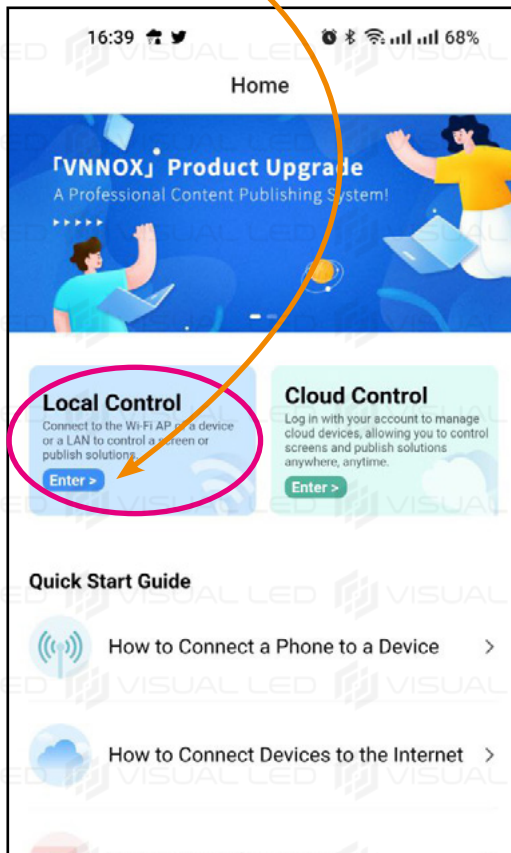 16:39
68%
Home
「VNNOX」 Product Upgrade
A Professional Content Publishing System!
Local Control
Connect to the Wi-Fi AP of a device
or a LAN to control a screen or
publish solutions.
Enter >
Cloud Control
Log in with your account to manage
cloud devices, allowing you to control
screens and publish solutions
anywhere, anytime.
Enter >
Quick Start Guide
How to Connect a Phone to a Device >
How to Connect Devices to the Internet >
VISUAL LED